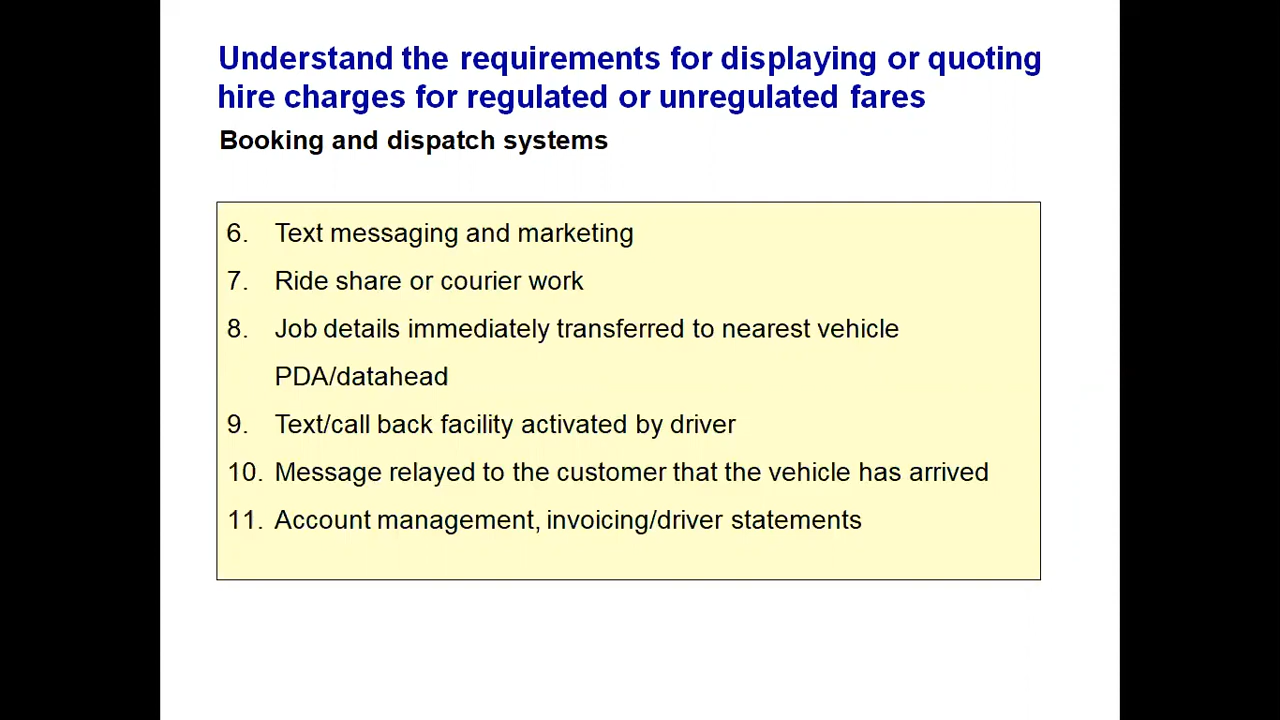 Understand the requirements for displaying or quoting
hire charges for regulated or unregulated fares
Booking and dispatch systems
6. Text messaging and marketing
7. Ride share or courier work
8. Job details immediately transferred to nearest vehicle
PDA/datahead
9. Text/call back facility activated by driver
10. Message relayed to the customer that the vehicle has arrived
11. Account management, invoicing/driver statements